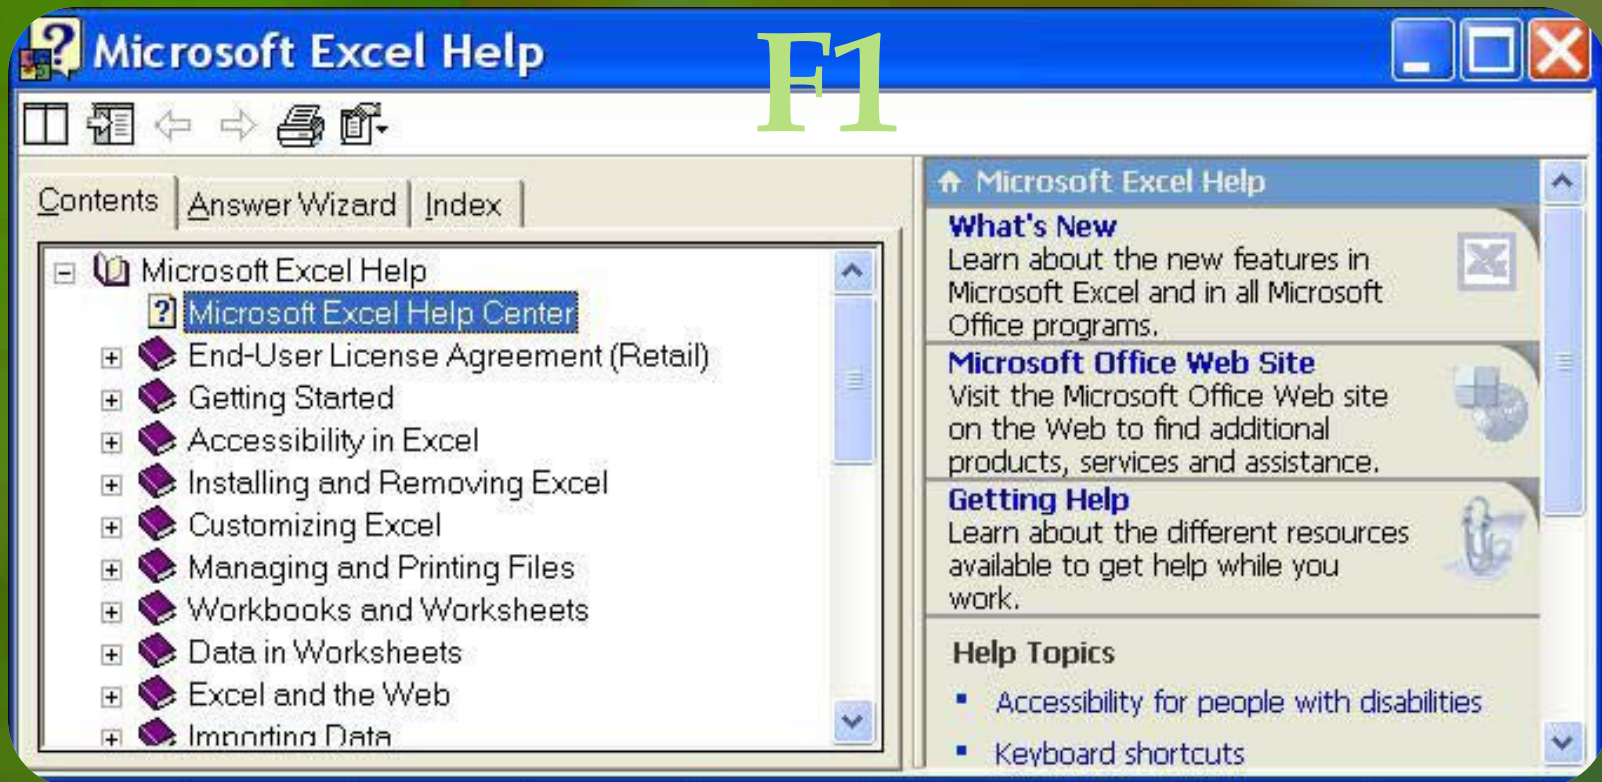 Microsoft Excel Help
F1
Contents
Answer Wizard
Index
Microsoft Excel Help
Microsoft Excel Help Center
End-User License Agreement (Retail)
Getting Started
Accessibility in Excel
Installing and Removing Excel
Customizing Excel
Managing and Printing Files
Workbooks and Worksheets
Data in Worksheets
Excel and the Web
Importing Data
Microsoft Excel Help
What's New
Learn about the new features in
Microsoft Excel and in all Microsoft
Office programs.
Microsoft Office Web Site
Visit the Microsoft Office Web site
on the Web to find additional
products, services and assistance.
Getting Help
Learn about the different resources
available to get help while you
work.
Help Topics
Accessibility for people with disabilities
Keyboard shortcuts